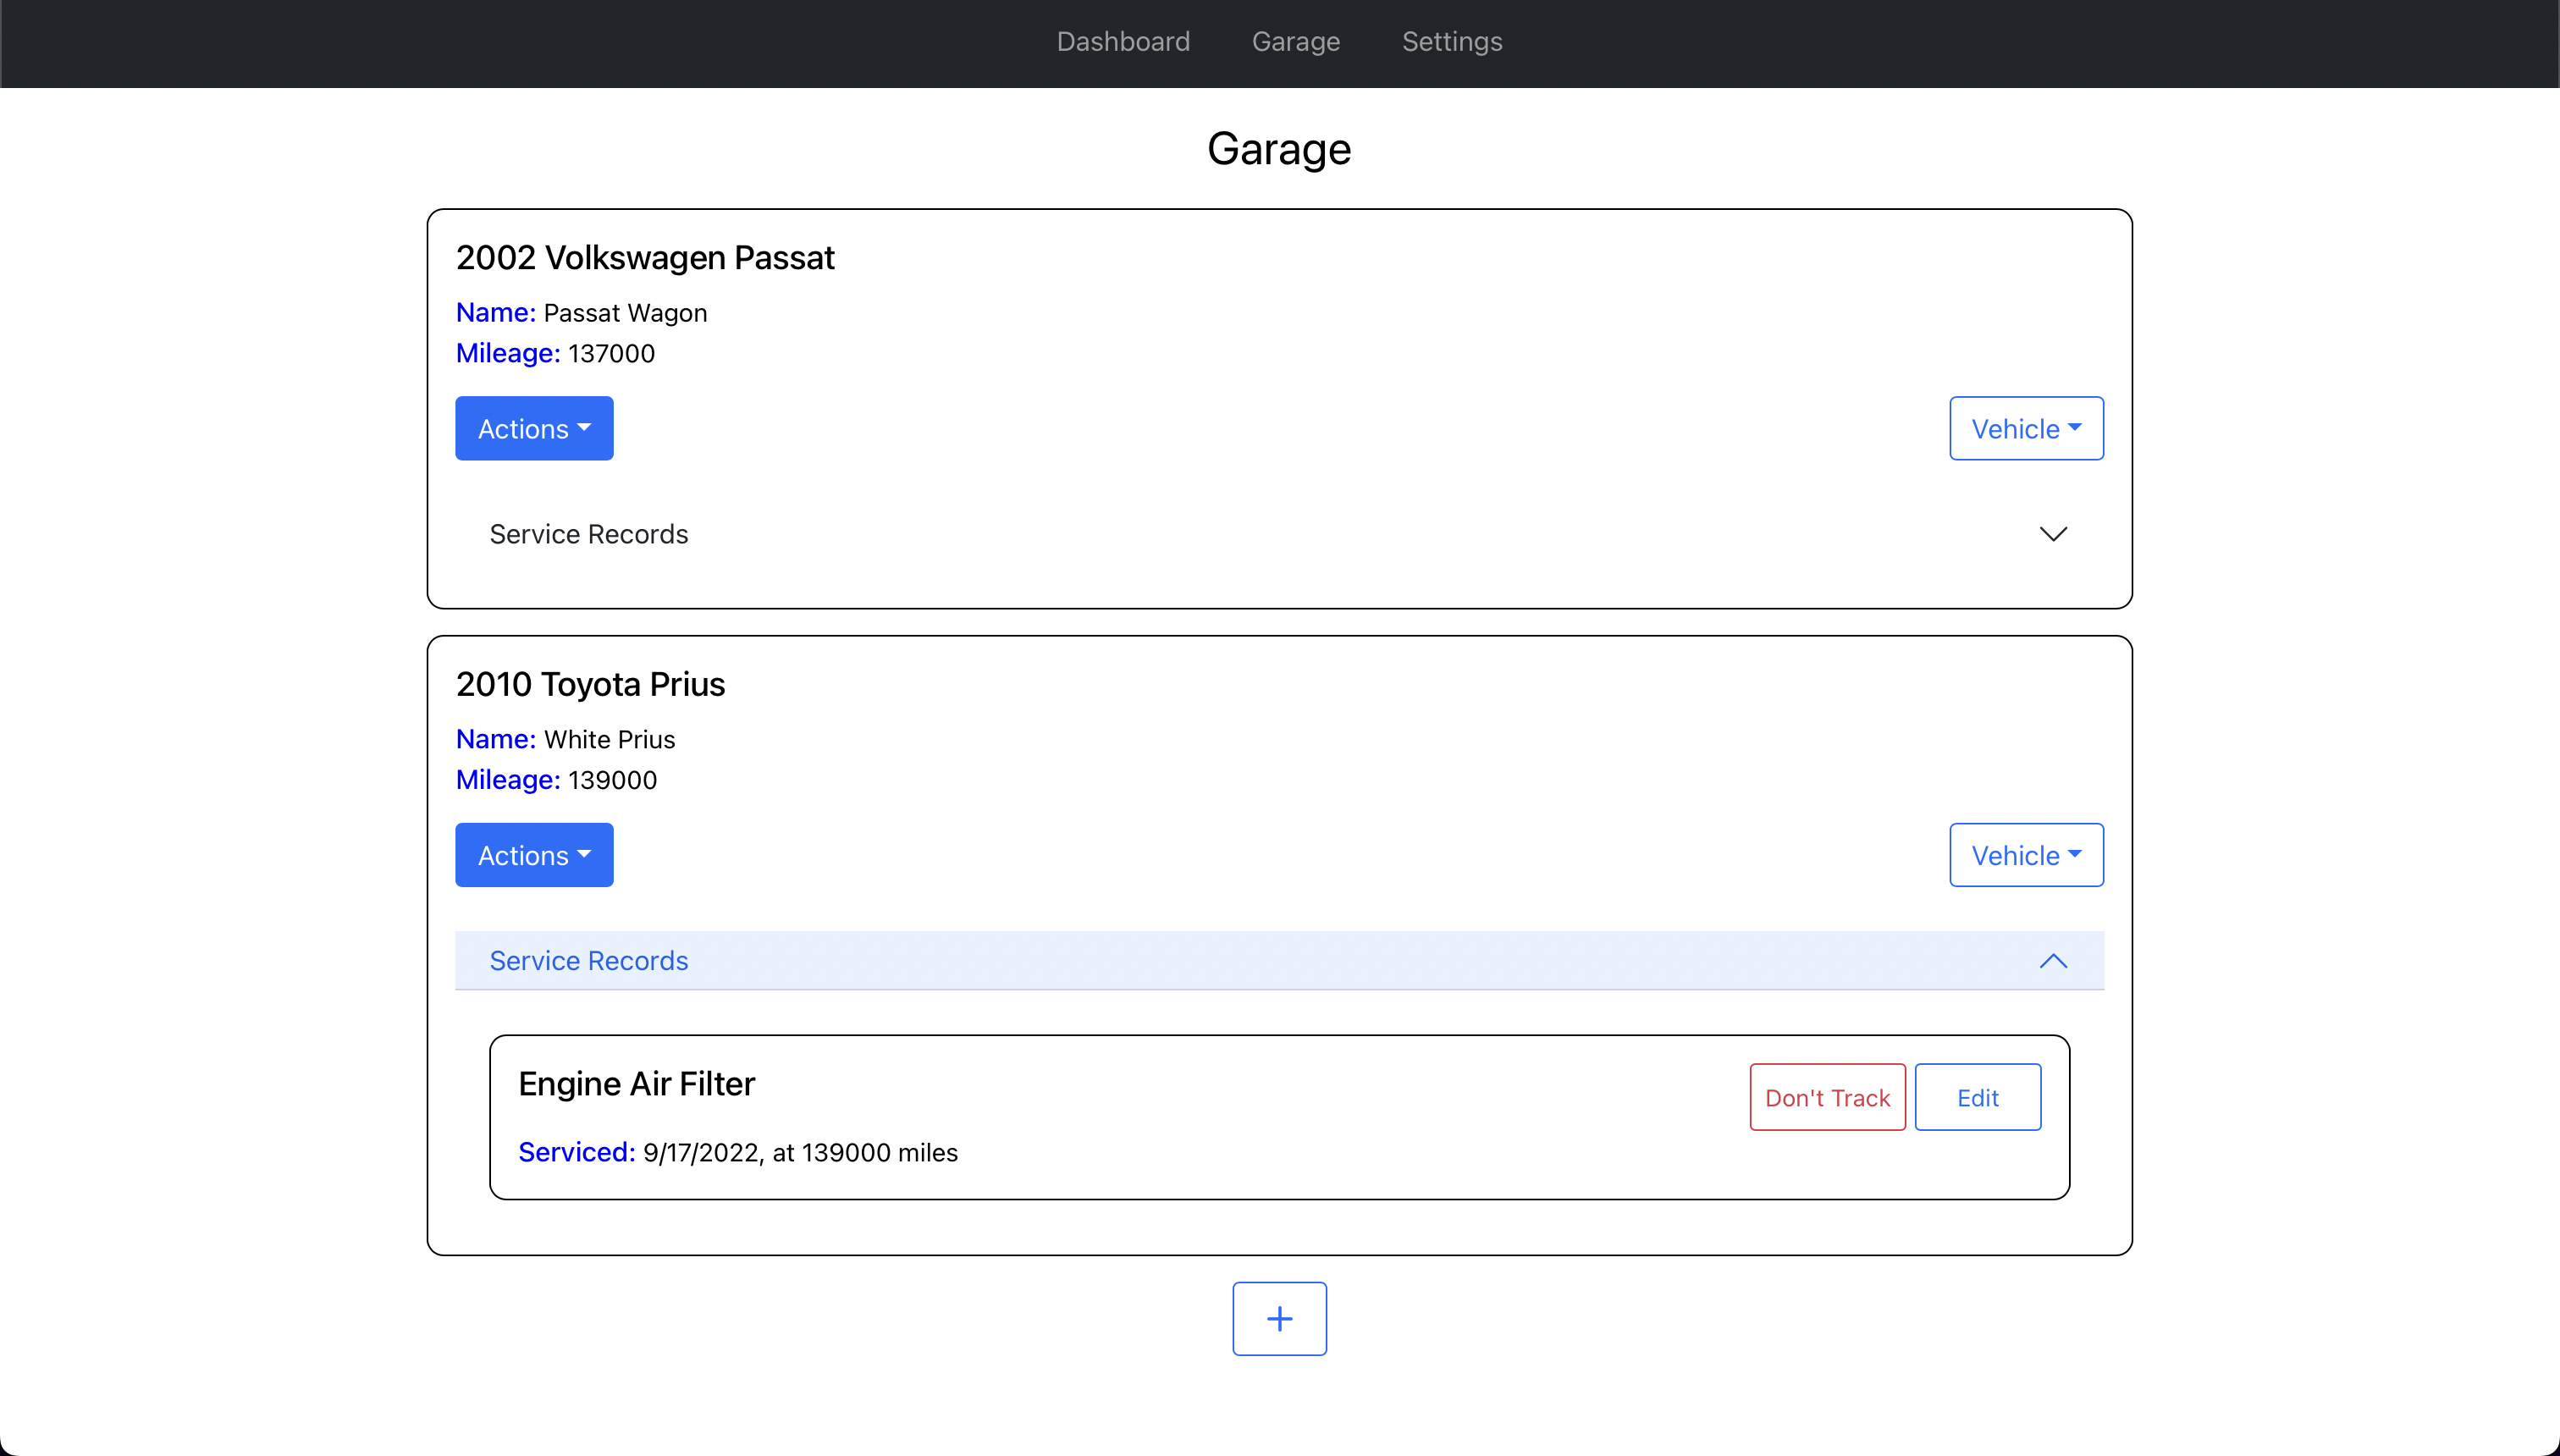 Dashboard Garage Settings
Garage
2002 Volkswagen Passat
Name: Passat Wagon
Mileage: 137000
Actions Vehicle
Service Records
2010 Toyota Prius
Name: White Prius
Mileage: 139000
Actions Vehicle
Service Records
Engine Air Filter
Don't Track Edit
Serviced: 9/17/2022, at 139000 miles
+